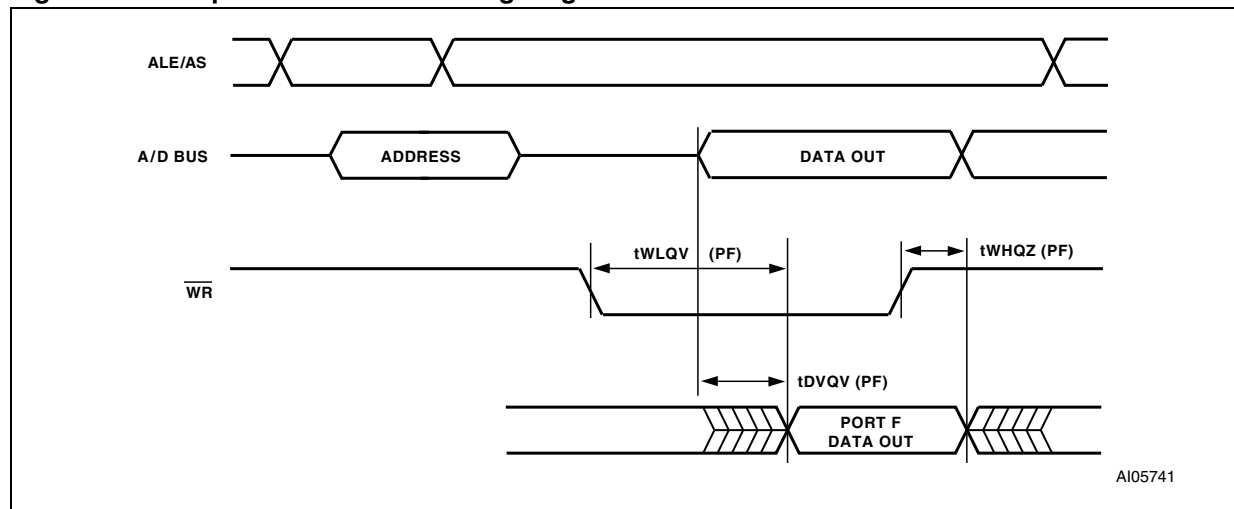 ALE/AS
A/D BUS
ADDRESS
DATA OUT
tWLQV (PF)
tWHQZ (PF)
WR
tDVQV (PF)
PORT F
DATA OUT
AI05741